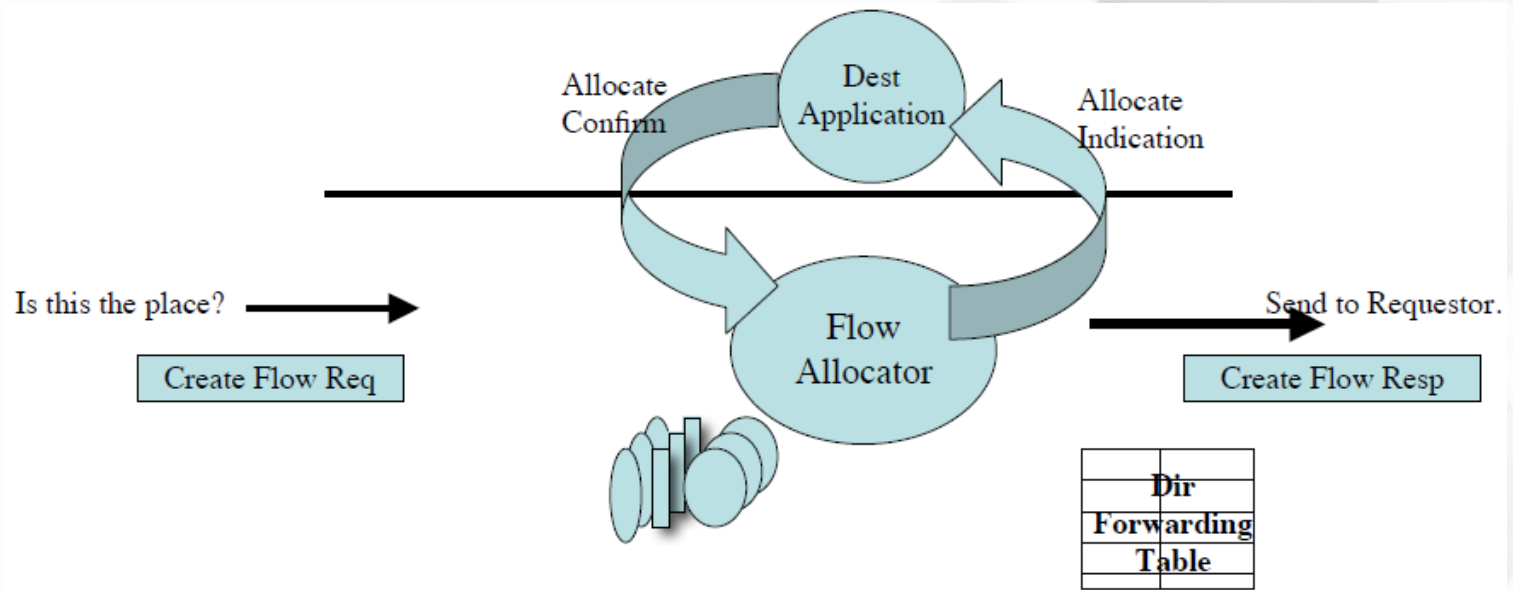 Dest
Application
Allocate
Confirm
Allocate
Indication
Is this the place?
Create Flow Req
Flow
Allocator
Send to Requestor.
Create Flow Resp
Dir
Forwarding
Table